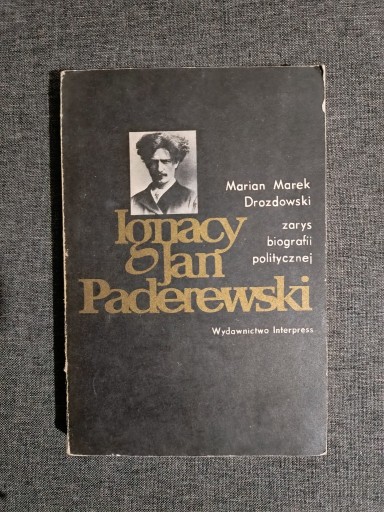 Marian Marek
Drozdowski
zarys
biografii
politycznej
Ignacy
Jan
Paderewski
Wydawnictwo Interpress